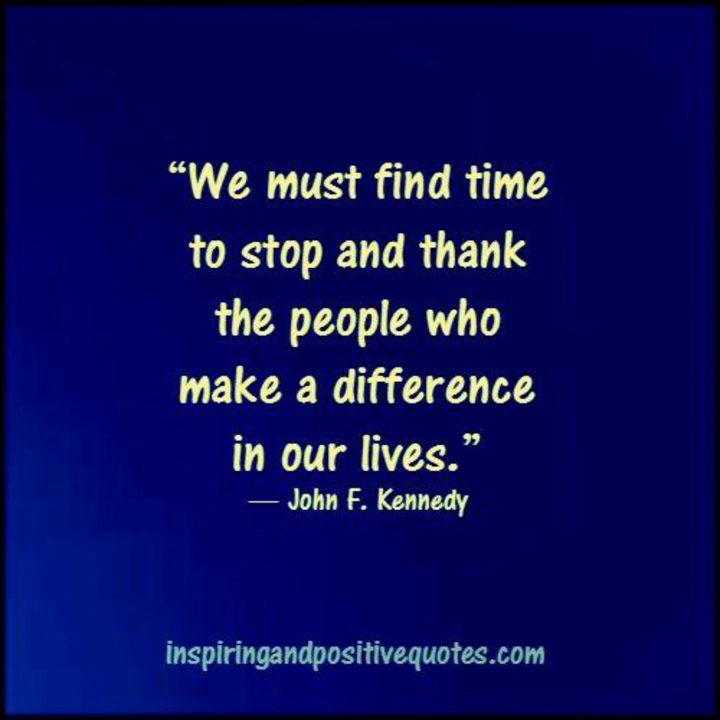 “We must find time
to stop and thank
the people who
make a difference
in our lives.”
— John F. Kennedy
inspiringandpositivequotes.com